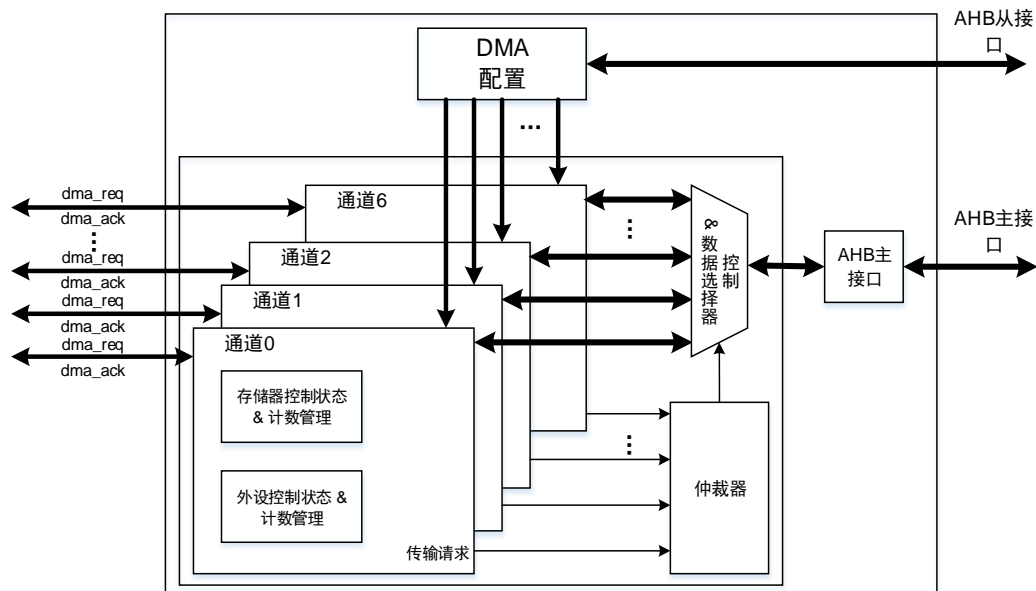 AHB从接
口
DMA
配置
...
dma_req
dma_ack
...
dma_req
dma_ack
dma_req
dma_ack
dma_req
dma_ack
通道6
通道2
通道1
通道0
存储器控制状态
& 计数管理
外设控制状态 &
计数管理
传输请求
...
控制
&数据选择器
...
仲裁器
AHB主
接口
AHB主接
口